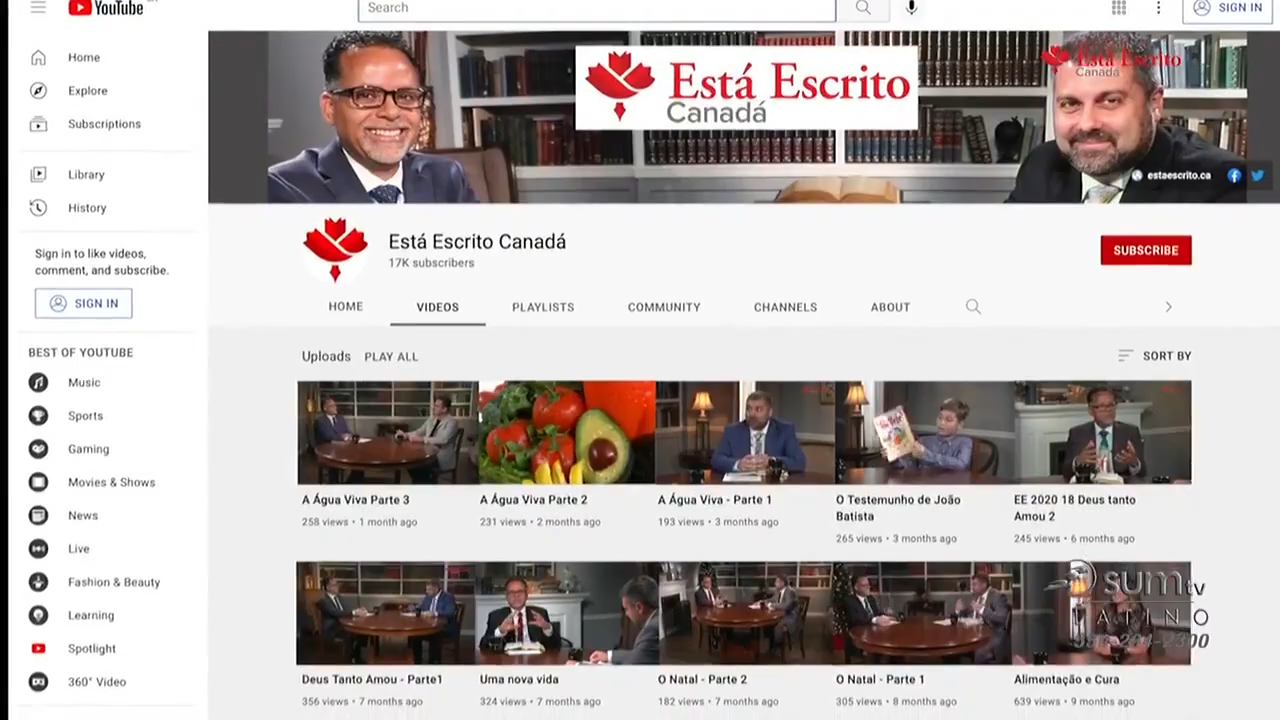 YouTube
Search
SIGN IN
Home
Explore
Subscriptions
Library
History
Sign in to like videos,
comment, and subscribe.
SIGN IN
BEST OF YOUTUBE
Music
Sports
Gaming
Movies & Shows
News
Live
Fashion & Beauty
Learning
Spotlight
360° Video
Está Escrito
Canadá
Está Escrito
Canadá
estaescrito.ca
Está Escrito Canadá
17K subscribers
SUBSCRIBE
HOME VIDEOS PLAYLISTS COMMUNITY CHANNELS ABOUT
Uploads PLAY ALL SORT BY
A Água Viva Parte 3
258 views • 1 month ago
A Água Viva Parte 2
231 views • 2 months ago
A Água Viva - Parte 1
193 views • 3 months ago
O Testemunho de João
Batista
265 views • 3 months ago
EE 2020 18 Deus tanto
Amou 2
245 views • 6 months ago
Deus Tanto Amou - Parte1
356 views • 7 months ago
Uma nova vida
324 views • 7 months ago
O Natal - Parte 2
182 views • 7 months ago
O Natal - Parte 1
305 views • 8 months ago
Alimentação e Cura
639 views • 9 months ago
sumtv
LATINO